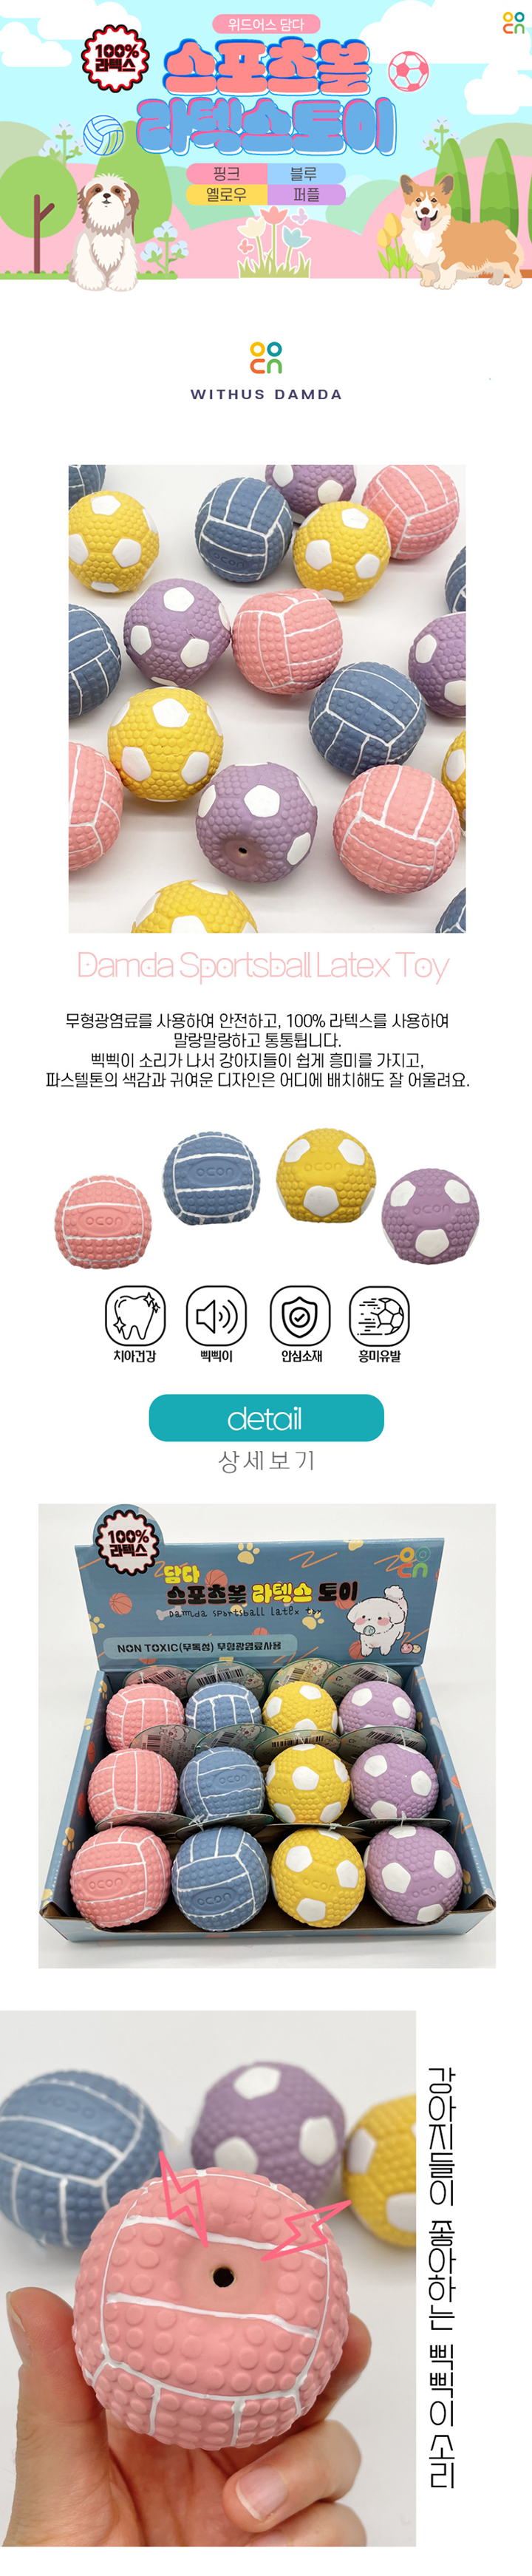 위드어스 담다
100%
라텍스
스포츠볼
라텍스토이
핑크
블루
옐로우
퍼플
WITHUS DAMDA
ocon
Damda Sportsball Latex Toy
무형광염료를 사용하여 안전하고, 100% 라텍스를 사용하여
말랑말랑하고 통통튑니다.
삑삑이 소리가 나서 강아지들이 쉽게 흥미를 가지고,
파스텔톤의 색감과 귀여운 디자인은 어디에 배치해도 잘 어울려요.
ocon
ocon
ocon
치아건강
삑삑이
안심소재
흥미유발
detail
상세보기
100%
라텍스
담다
스포츠볼 라텍스 토이
Damda sportsball latex toy
NON TOXIC(무독성) 무형광염료사용
ocon
ocon
ocon
강아지들이 좋아하는 삑삑이 소리